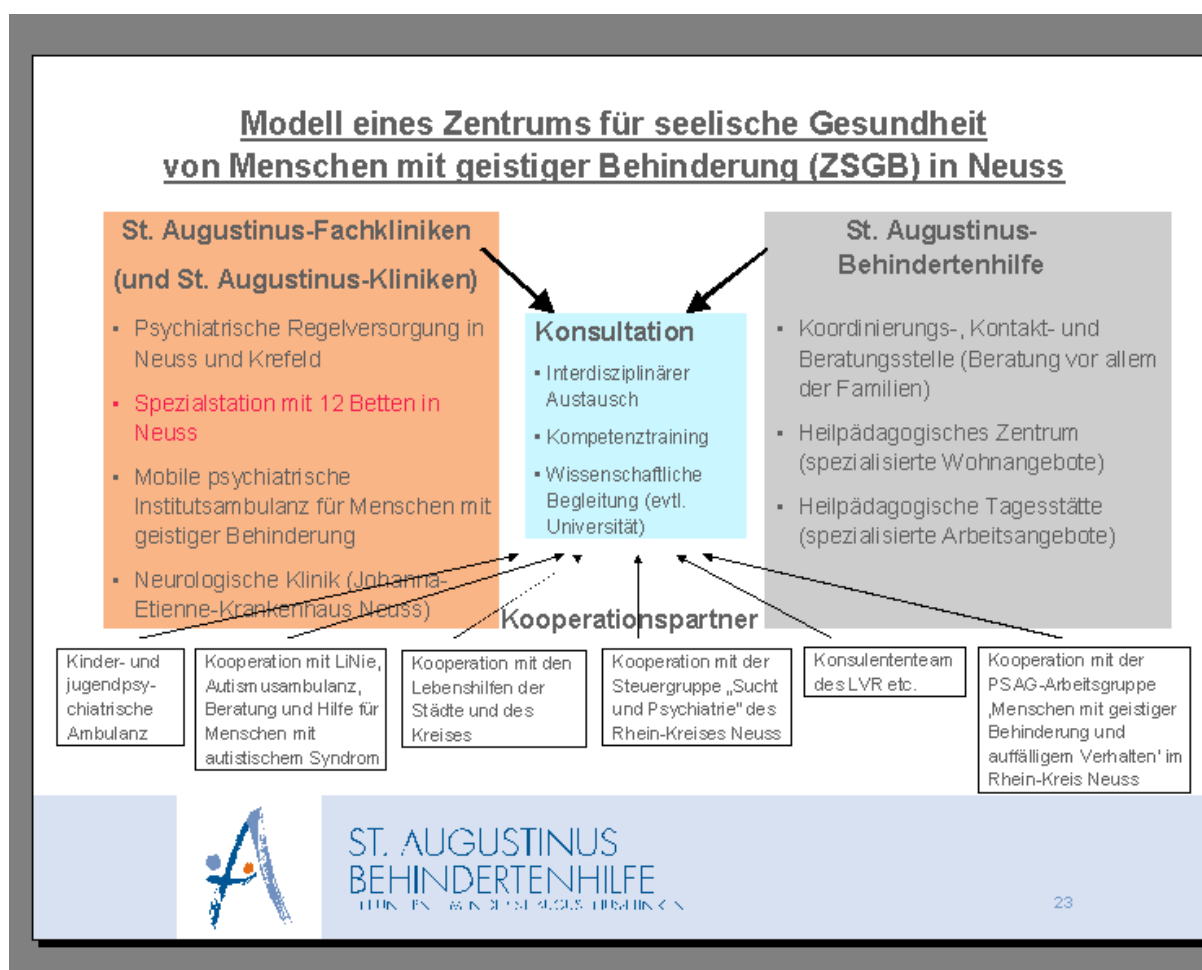 Modell eines Zentrums für seelische Gesundheit
von Menschen mit geistiger Behinderung (ZSGB) in Neuss
St. Augustinus-Fachkliniken
(und St. Augustinus-Kliniken)
▪ Psychiatrische Regelversorgung in
Neuss und Krefeld
▪ Spezialstation mit 12 Betten in
Neuss
▪ Mobile psychiatrische
Institutsambulanz für Menschen mit
geistiger Behinderung
▪ Neurologische Klinik (Johanna-
Etienne-Krankenhaus Neuss)
Konsultation
▪ Interdisziplinärer
Austausch
▪ Kompetenztraining
▪ Wissenschaftliche
Begleitung (evtl.
Universität)
St. Augustinus-
Behindertenhilfe
▪ Koordinierungs-, Kontakt- und
Beratungsstelle (Beratung vor allem
der Familien)
▪ Heilpädagogisches Zentrum
(spezialisierte Wohnangebote)
▪ Heilpädagogische Tagesstätte
(spezialisierte Arbeitsangebote)
Kooperationspartner
Kinder- und
jugendpsy-
chiatrische
Ambulanz
Kooperation mit LiNie,
Autismusambulanz,
Beratung und Hilfe für
Menschen mit
autistischem Syndrom
Kooperation mit den
Lebenshilfen der
Städte und des
Kreises
Kooperation mit der
Steuergruppe „Sucht
und Psychiatrie" des
Rhein-Kreises Neuss
Konsulententeam
des LVR etc.
Kooperation mit der
PSAG-Arbeitsgruppe
‚Menschen mit geistiger
Behinderung und
auffälligem Verhalten' im
Rhein-Kreis Neuss
ST. AUGUSTINUS
BEHINDERTENHILFE
23